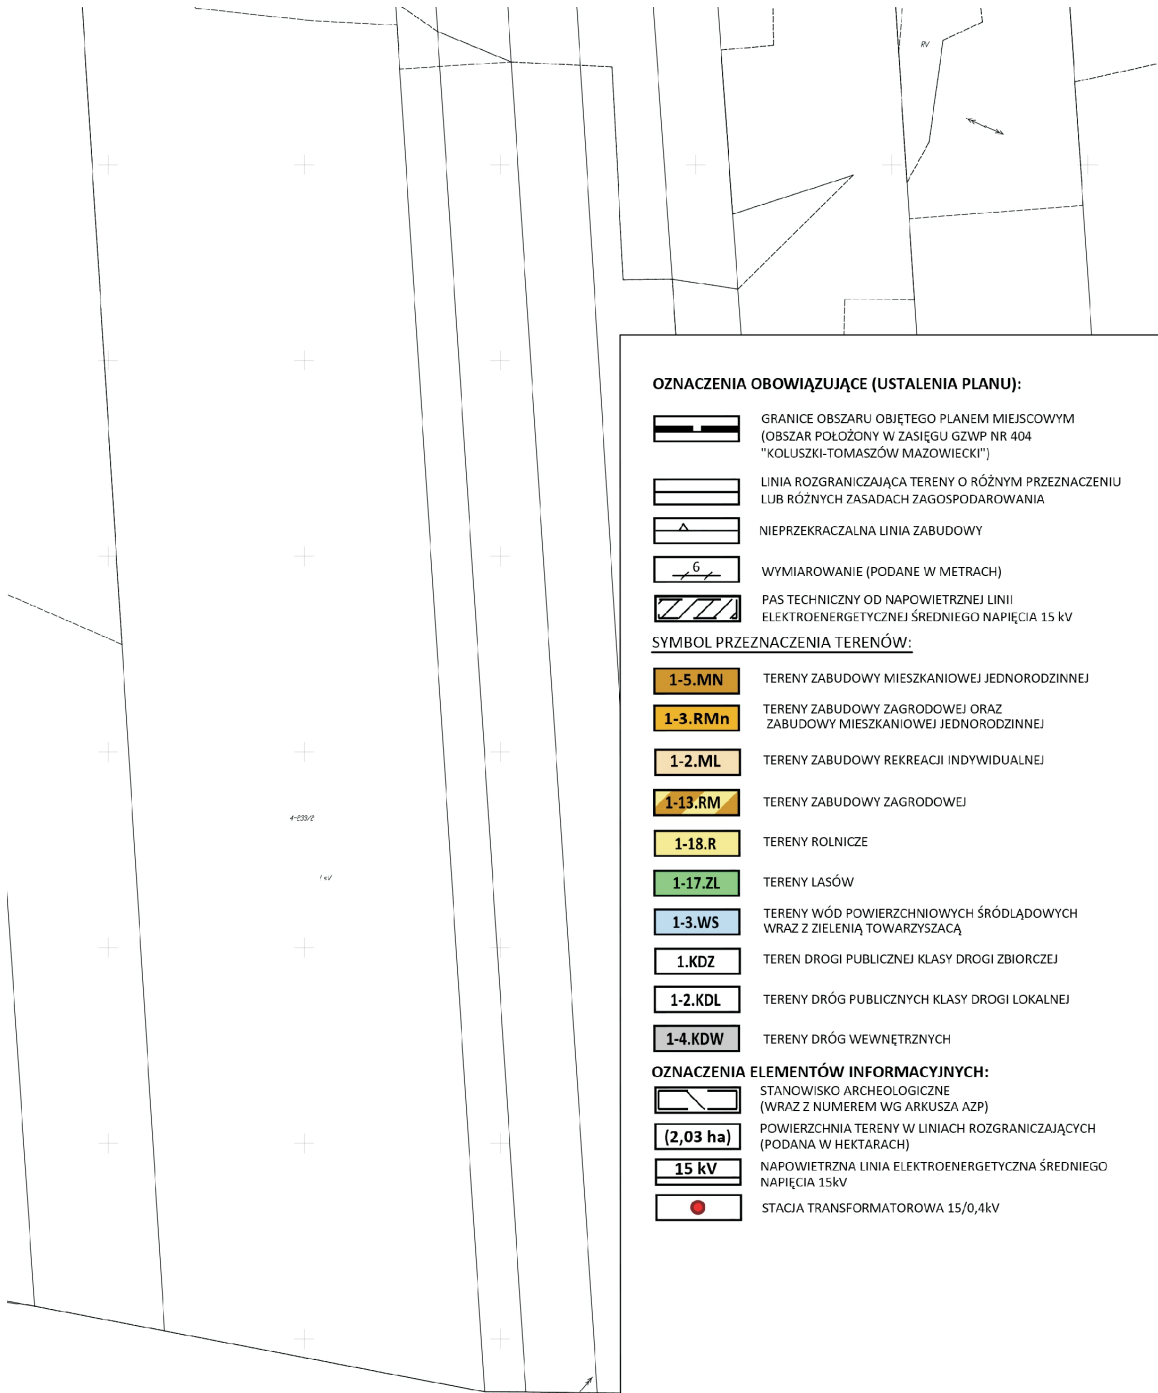 RV
OZNACZENIA OBOWIĄZUJĄCE (USTALENIA PLANU):
GRANICE OBSZARU OBJĘTEGO PLANEM MIEJSCOWYM
(OBSZAR POŁOŻONY W ZASIĘGU GZWP NR 404
"KOLUSZKI-TOMASZÓW MAZOWIECKI")
LINIA ROZGRANICZAJĄCA TERENY O RÓŻNYM PRZEZNACZENIU
LUB RÓŻNYCH ZASADACH ZAGOSPODAROWANIA
NIEPRZEKRACZALNA LINIA ZABUDOWY
6
WYMIAROWANIE (PODANE W METRACH)
PAS TECHNICZNY OD NAPOWIETRZNEJ LINII
ELEKTROENERGETYCZNEJ ŚREDNIEGO NAPIĘCIA 15 kV
SYMBOL PRZEZNACZENIA TERENÓW:
1-5.MN TERENY ZABUDOWY MIESZKANIOWEJ JEDNORODZINNEJ
1-3.RMn TERENY ZABUDOWY ZAGRODOWEJ ORAZ
ZABUDOWY MIESZKANIOWEJ JEDNORODZINNEJ
1-2.ML TERENY ZABUDOWY REKREACJI INDYWIDUALNEJ
1-13.RM TERENY ZABUDOWY ZAGRODOWEJ
4-233/2
1-18.R TERENY ROLNICZE
1-17.ZL TERENY LASÓW
1-3.WS TERENY WÓD POWIERZCHNIOWYCH ŚRÓDLĄDOWYCH
WRAZ Z ZIELENIĄ TOWARZYSZACĄ
1.KDZ TEREN DROGI PUBLICZNEJ KLASY DROGI ZBIORCZEJ
1-2.KDL TERENY DRÓG PUBLICZNYCH KLASY DROGI LOKALNEJ
1-4.KDW TERENY DRÓG WEWNĘTRZNYCH
OZNACZENIA ELEMENTÓW INFORMACYJNYCH:
STANOWISKO ARCHEOLOGICZNE
(WRAZ Z NUMEREM WG ARKUSZA AZP)
(2,03 ha) POWIERZCHNIA TERENY W LINIACH ROZGRANICZAJĄCYCH
(PODANA W HEKTARACH)
15 kV NAPOWIETRZNA LINIA ELEKTROENERGETYCZNA ŚREDNIEGO
NAPIĘCIA 15kV
STACJA TRANSFORMATOROWA 15/0,4kV